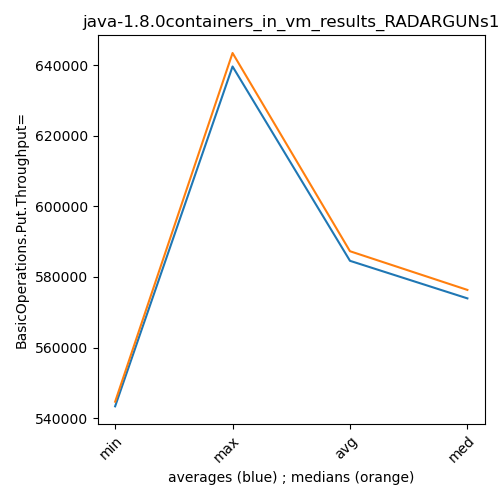 java-1.8.0containers_in_vm_results_RADARGUNs1
BasicOperations.Put.Throughput=
640000
620000
600000
580000
560000
540000
min
max
avg
med
averages (blue) ; medians (orange)